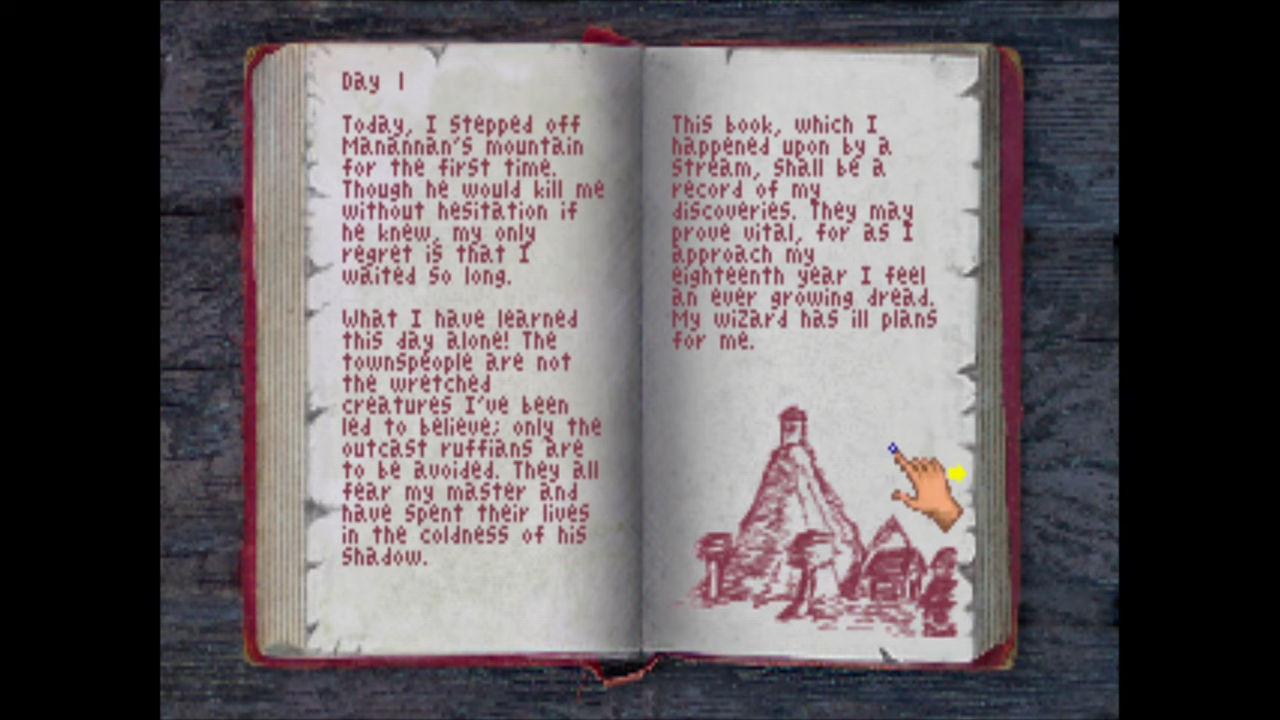 Day 1
Today, I stepped off
Manannan's mountain
for the first time.
Though he would kill me
without hesitation if
he knew, my only
regret is that I
waited so long.
What I have learned
this day alone! The
townspeople are not
the wretched
creatures I've been
led to believe; only the
outcast ruffians are
to be avoided. They all
fear my master and
have spent their lives
in the coldness of his
shadow.
This book, which I
happened upon by a
stream, shall be a
record of my
discoveries. They may
prove vital, for as I
approach my
eighteenth year I feel
an ever growing dread.
My wizard has ill plans
for me.